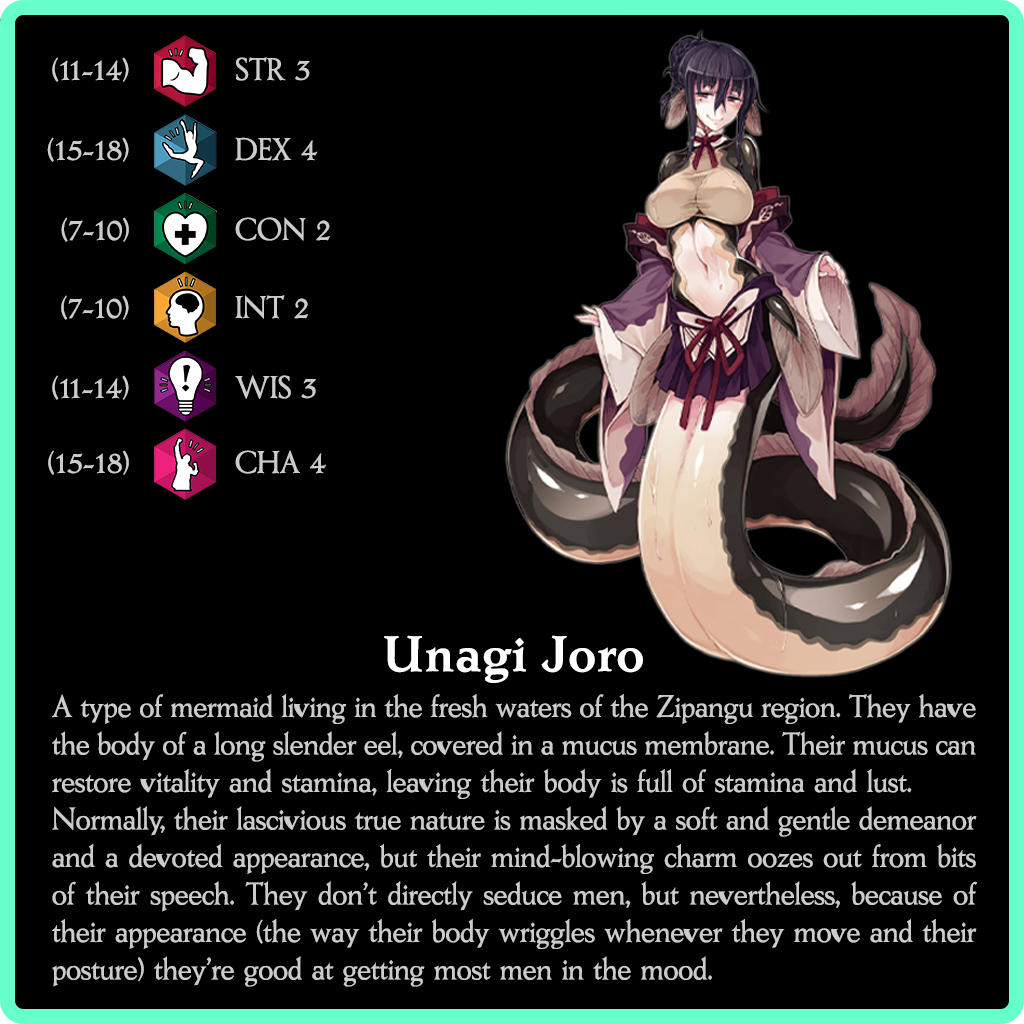 (11-14) STR 3
(15-18) DEX 4
(7-10) CON 2
(7-10) INT 2
(11-14) WIS 3
(15-18) CHA 4
Unagi Joro
A type of mermaid living in the fresh waters of the Zipangu region. They have
the body of a long slender eel, covered in a mucus membrane. Their mucus can
restore vitality and stamina, leaving their body is full of stamina and lust.
Normally, their lascivious true nature is masked by a soft and gentle demeanor
and a devoted appearance, but their mind-blowing charm oozes out from bits
of their speech. They don't directly seduce men, but nevertheless, because of
their appearance (the way their body wriggles whenever they move and their
posture) they're good at getting most men in the mood.